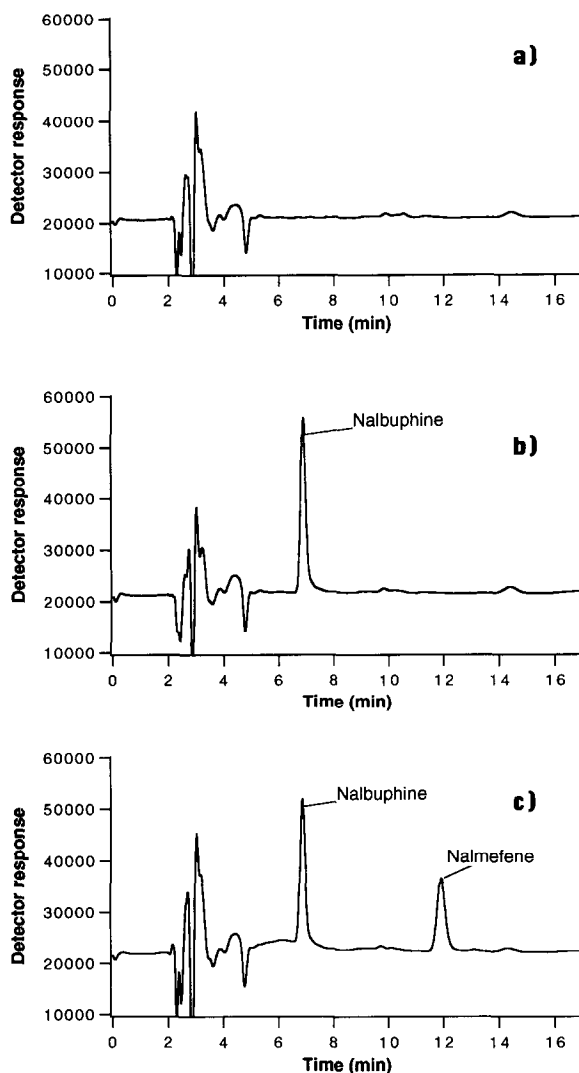 60000
50000
40000
30000
20000
10000
Detector response
a)
0 2 4 6 8 10 12 14 16
Time (min)
60000
50000
40000
30000
20000
10000
Detector response
Nalbuphine
b)
0 2 4 6 8 10 12 14 16
Time (min)
60000
50000
40000
30000
20000
10000
Detector response
Nalbuphine
c)
Nalmefene
0 2 4 6 8 10 12 14 16
Time (min)